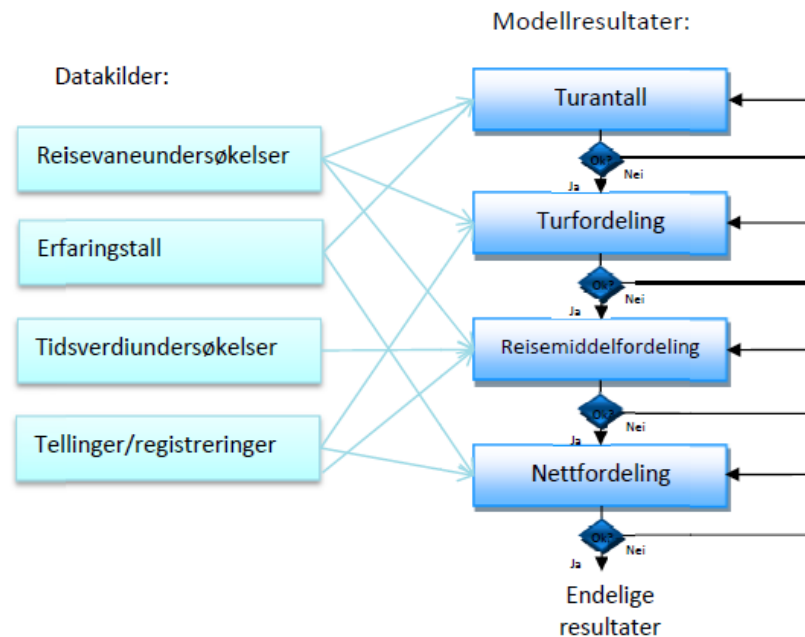 Modellresultater:
Datakilder:
Turantall
Reisevaneundersøkelser
Ok?
Nei
Ja
Turfordeling
Erfaringstall
Ok?
Nei
Ja
Tidsverdiundersøkelser
Reisemiddelfordeling
Ok?
Nei
Ja
Tellinger/registreringer
Nettfordeling
Ok?
Nei
Ja
Endelige
resultater